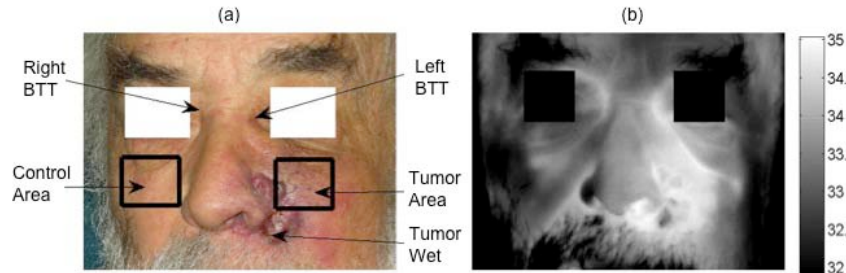 (a)
(b)
Right
BTT
Left
BTT
Control
Area
Tumor
Area
Tumor
Wet
35
34.
34
33.
33
32.
32